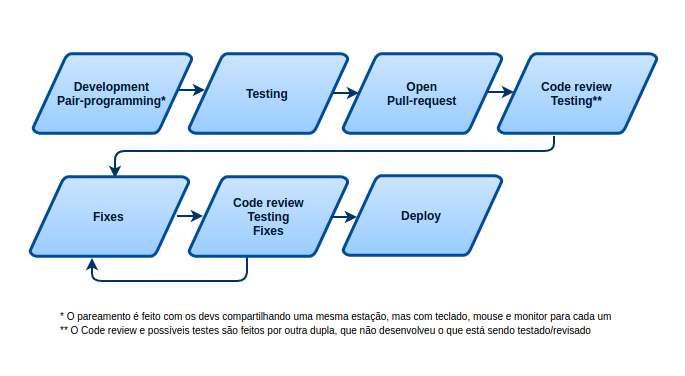 Development
Pair-programming*
Testing
Open
Pull-request
Code review
Testing**
Fixes
Code review
Testing
Fixes
Deploy
* O pareamento é feito com os devs compartilhando uma mesma estação, mas com teclado, mouse e monitor para cada um
** O Code review e possíveis testes são feitos por outra dupla, que não desenvolveu o que está sendo testado/revisado